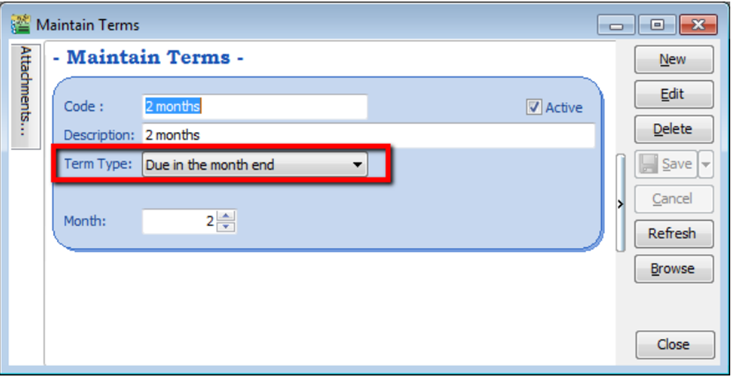 Maintain Terms
Attachments...
- Maintain Terms -
Code : 2 months Active
Description: 2 months
Term Type: Due in the month end
Month: 2
>
New
Edit
Delete
Save
Cancel
Refresh
Browse
Close